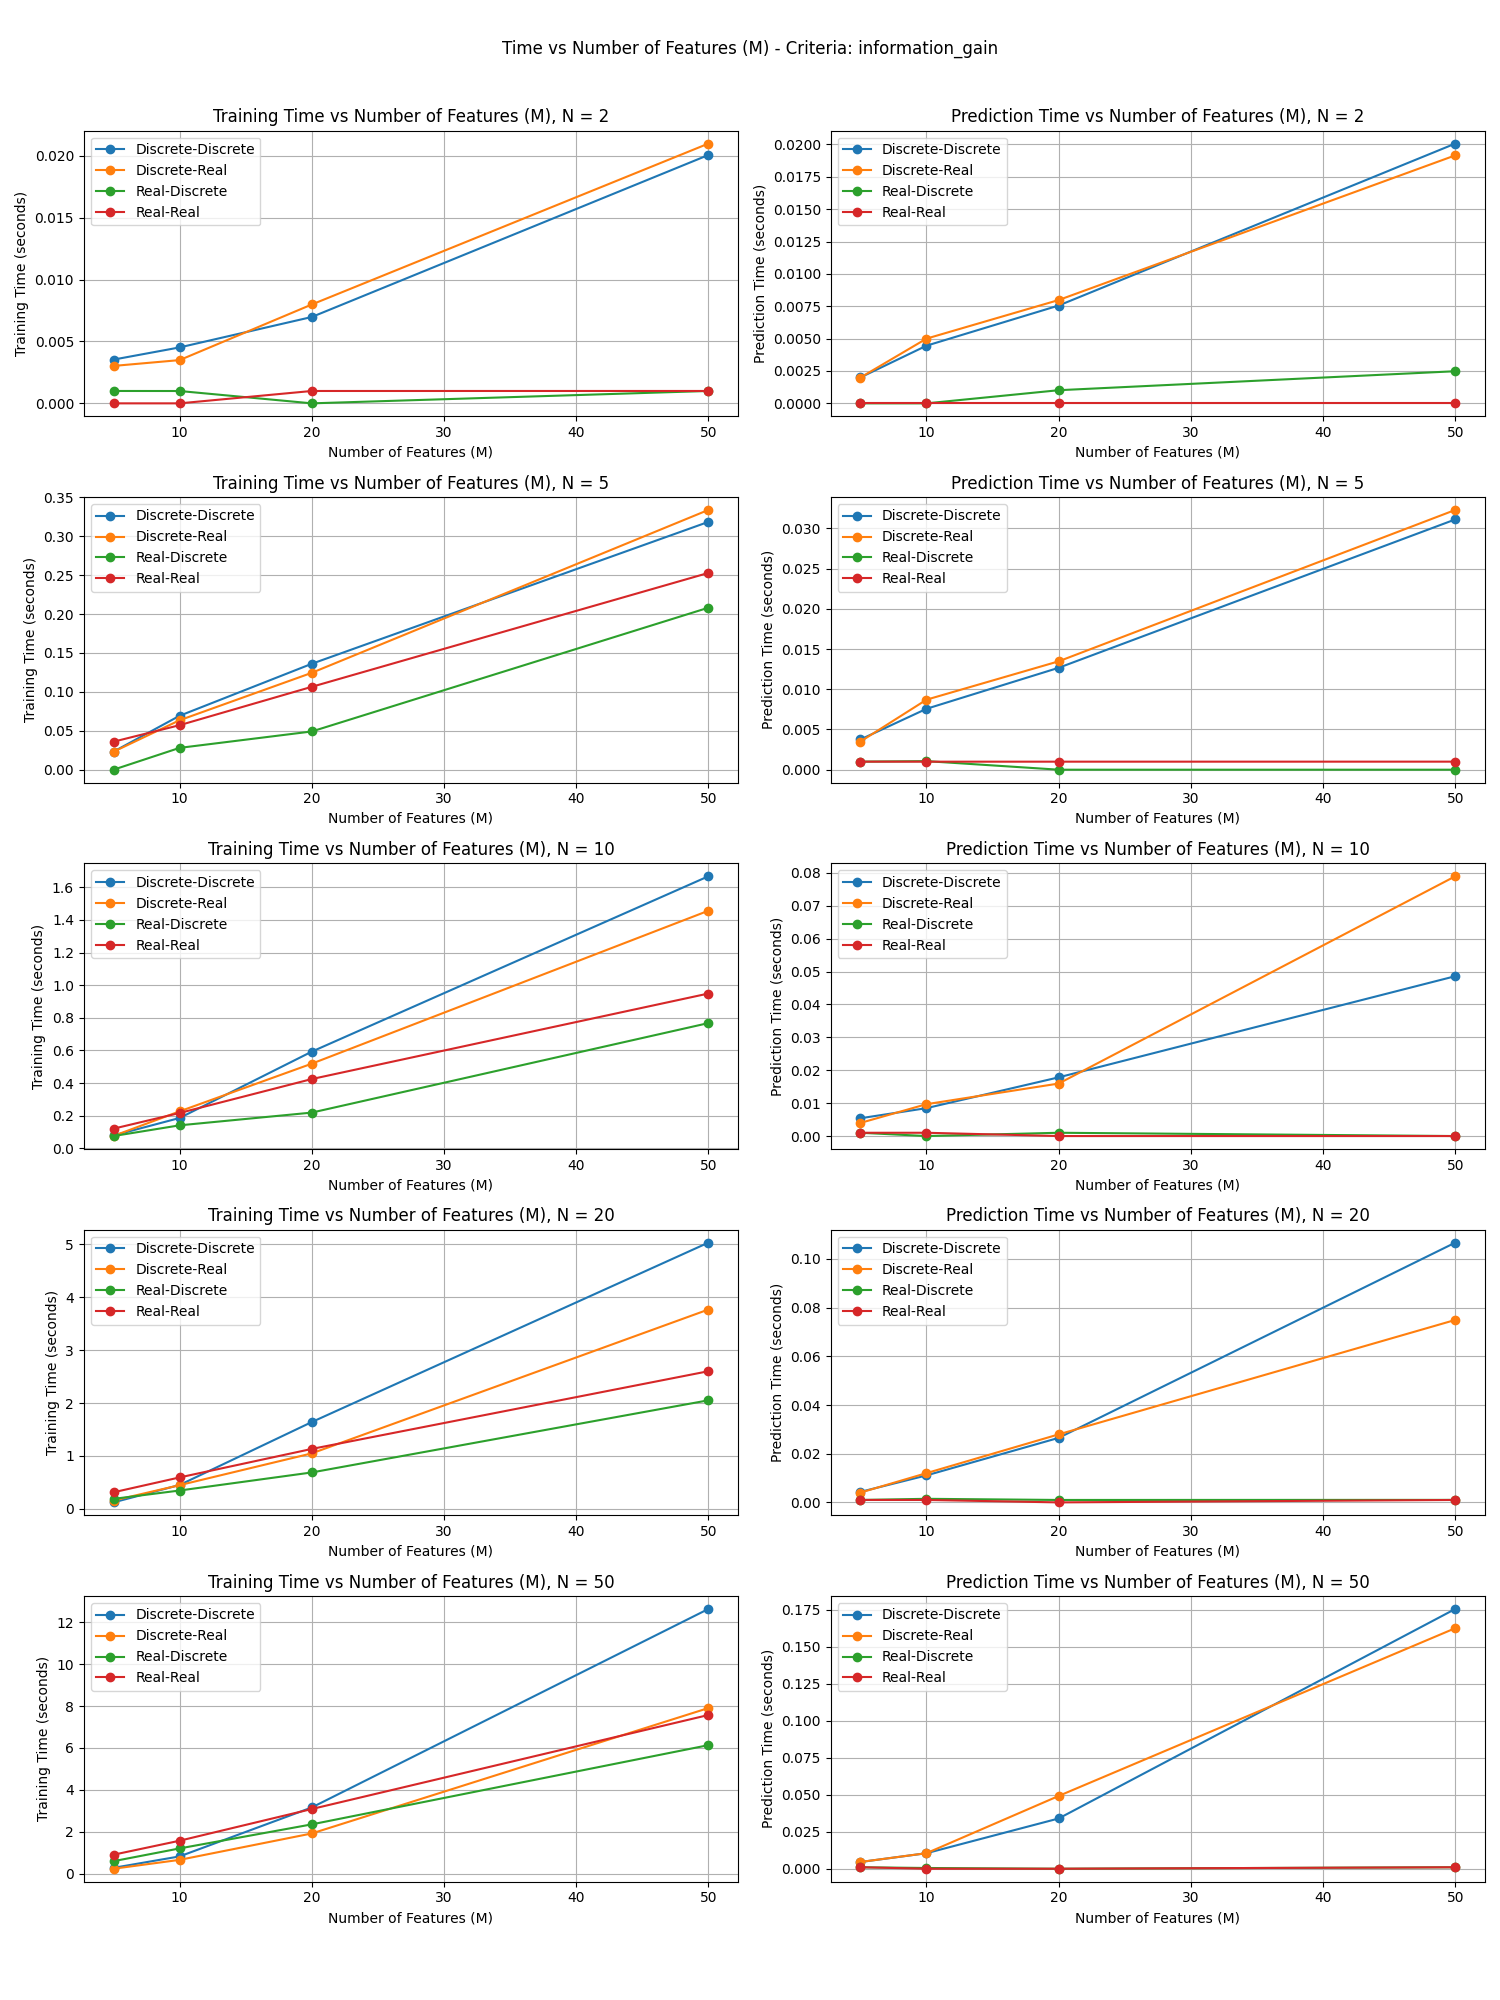 Time vs Number of Features (M) - Criteria: information_gain
Training Time vs Number of Features (M), N = 2
Training Time (seconds)
0.020
0.015
0.010
0.005
0.000
Discrete-Discrete
Discrete-Real
Real-Discrete
Real-Real
10 20 30 40 50
Number of Features (M)
Prediction Time vs Number of Features (M), N = 2
Prediction Time (seconds)
0.0200
0.0175
0.0150
0.0125
0.0100
0.0075
0.0050
0.0025
0.0000
Discrete-Discrete
Discrete-Real
Real-Discrete
Real-Real
10 20 30 40 50
Number of Features (M)
Training Time vs Number of Features (M), N = 5
Training Time (seconds)
0.35
0.30
0.25
0.20
0.15
0.10
0.05
0.00
Discrete-Discrete
Discrete-Real
Real-Discrete
Real-Real
10 20 30 40 50
Number of Features (M)
Prediction Time vs Number of Features (M), N = 5
Prediction Time (seconds)
0.030
0.025
0.020
0.015
0.010
0.005
0.000
Discrete-Discrete
Discrete-Real
Real-Discrete
Real-Real
10 20 30 40 50
Number of Features (M)
Training Time vs Number of Features (M), N = 10
Training Time (seconds)
1.6
1.4
1.2
1.0
0.8
0.6
0.4
0.2
0.0
Discrete-Discrete
Discrete-Real
Real-Discrete
Real-Real
10 20 30 40 50
Number of Features (M)
Prediction Time vs Number of Features (M), N = 10
Prediction Time (seconds)
0.08
0.07
0.06
0.05
0.04
0.03
0.02
0.01
0.00
Discrete-Discrete
Discrete-Real
Real-Discrete
Real-Real
10 20 30 40 50
Number of Features (M)
Training Time vs Number of Features (M), N = 20
Training Time (seconds)
5
4
3
2
1
0
Discrete-Discrete
Discrete-Real
Real-Discrete
Real-Real
10 20 30 40 50
Number of Features (M)
Prediction Time vs Number of Features (M), N = 20
Prediction Time (seconds)
0.10
0.08
0.06
0.04
0.02
0.00
Discrete-Discrete
Discrete-Real
Real-Discrete
Real-Real
10 20 30 40 50
Number of Features (M)
Training Time vs Number of Features (M), N = 50
Training Time (seconds)
12
10
8
6
4
2
0
Discrete-Discrete
Discrete-Real
Real-Discrete
Real-Real
10 20 30 40 50
Number of Features (M)
Prediction Time vs Number of Features (M), N = 50
Prediction Time (seconds)
0.175
0.150
0.125
0.100
0.075
0.050
0.025
0.000
Discrete-Discrete
Discrete-Real
Real-Discrete
Real-Real
10 20 30 40 50
Number of Features (M)